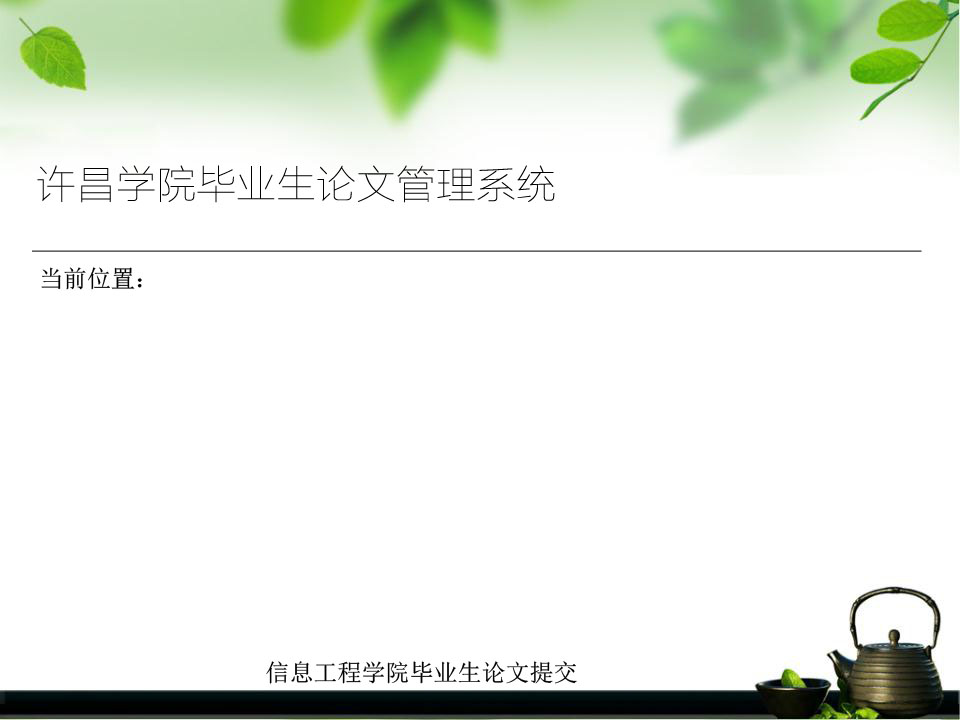 许昌学院毕业生论文管理系统
当前位置：
信息工程学院毕业生论文提交